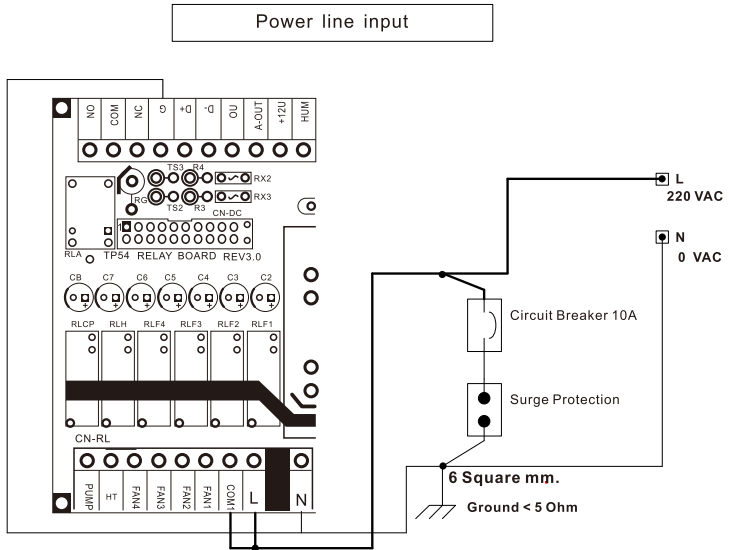 Power line input
NO COM NC G D+ D- OU A-OUT +12U HUM
TS3 R4 RX2
RG TS2 R3 RX3
CN-DC
1
RLA TP54 RELAY BOARD REV3.0
C8 C7 C6 C5 C4 C3 C2
+ + + + + + +
RLCP RLH RLF4 RLF3 RLF2 RLF1
CN-RL
PUMP HT FAN4 FAN3 FAN2 FAN1 COM1 L N
L
220 VAC
N
0 VAC
Circuit Breaker 10A
Surge Protection
6 Square mm.
Ground < 5 Ohm